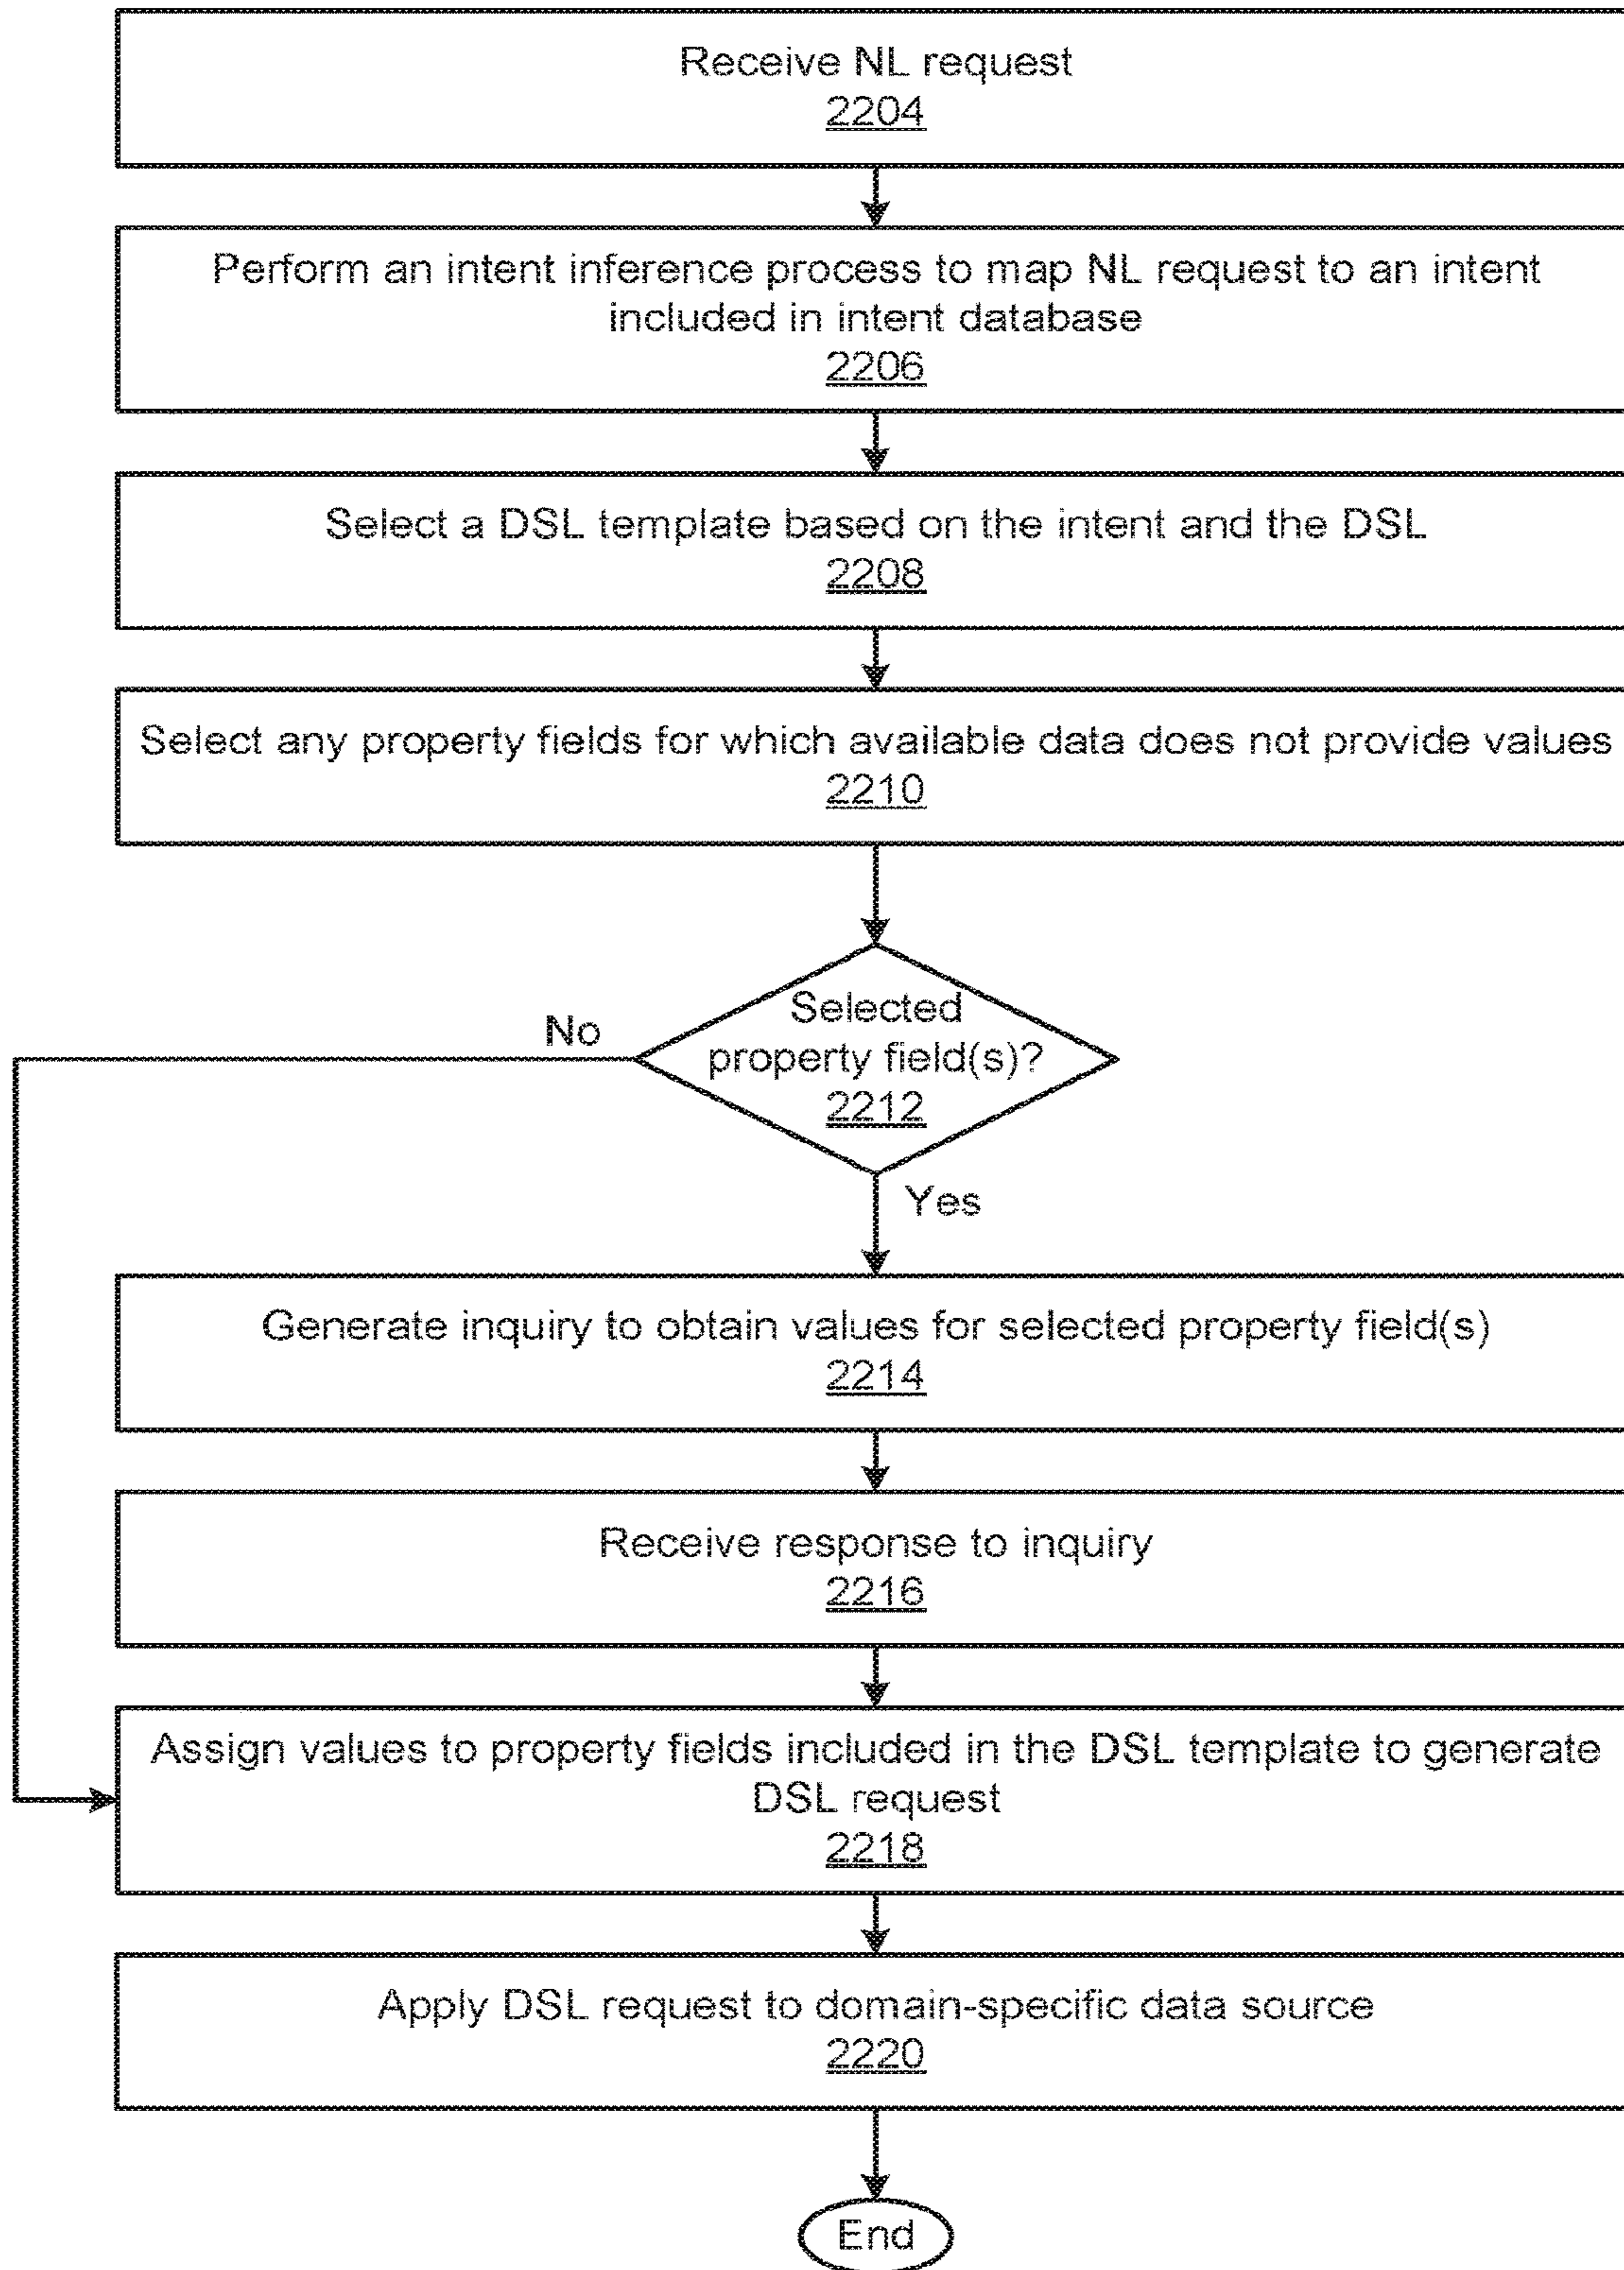 Receive NL request
2204
Perform an intent inference process to map NL request to an intent
included in intent database
2206
Select a DSL template based on the intent and the DSL
2208
Select any property fields for which available data does not provide values
2210
Selected
property field(s)?
2212
No
Yes
Generate inquiry to obtain values for selected property field(s)
2214
Receive response to inquiry
2216
Assign values to property fields included in the DSL template to generate
DSL request
2218
Apply DSL request to domain-specific data source
2220
End